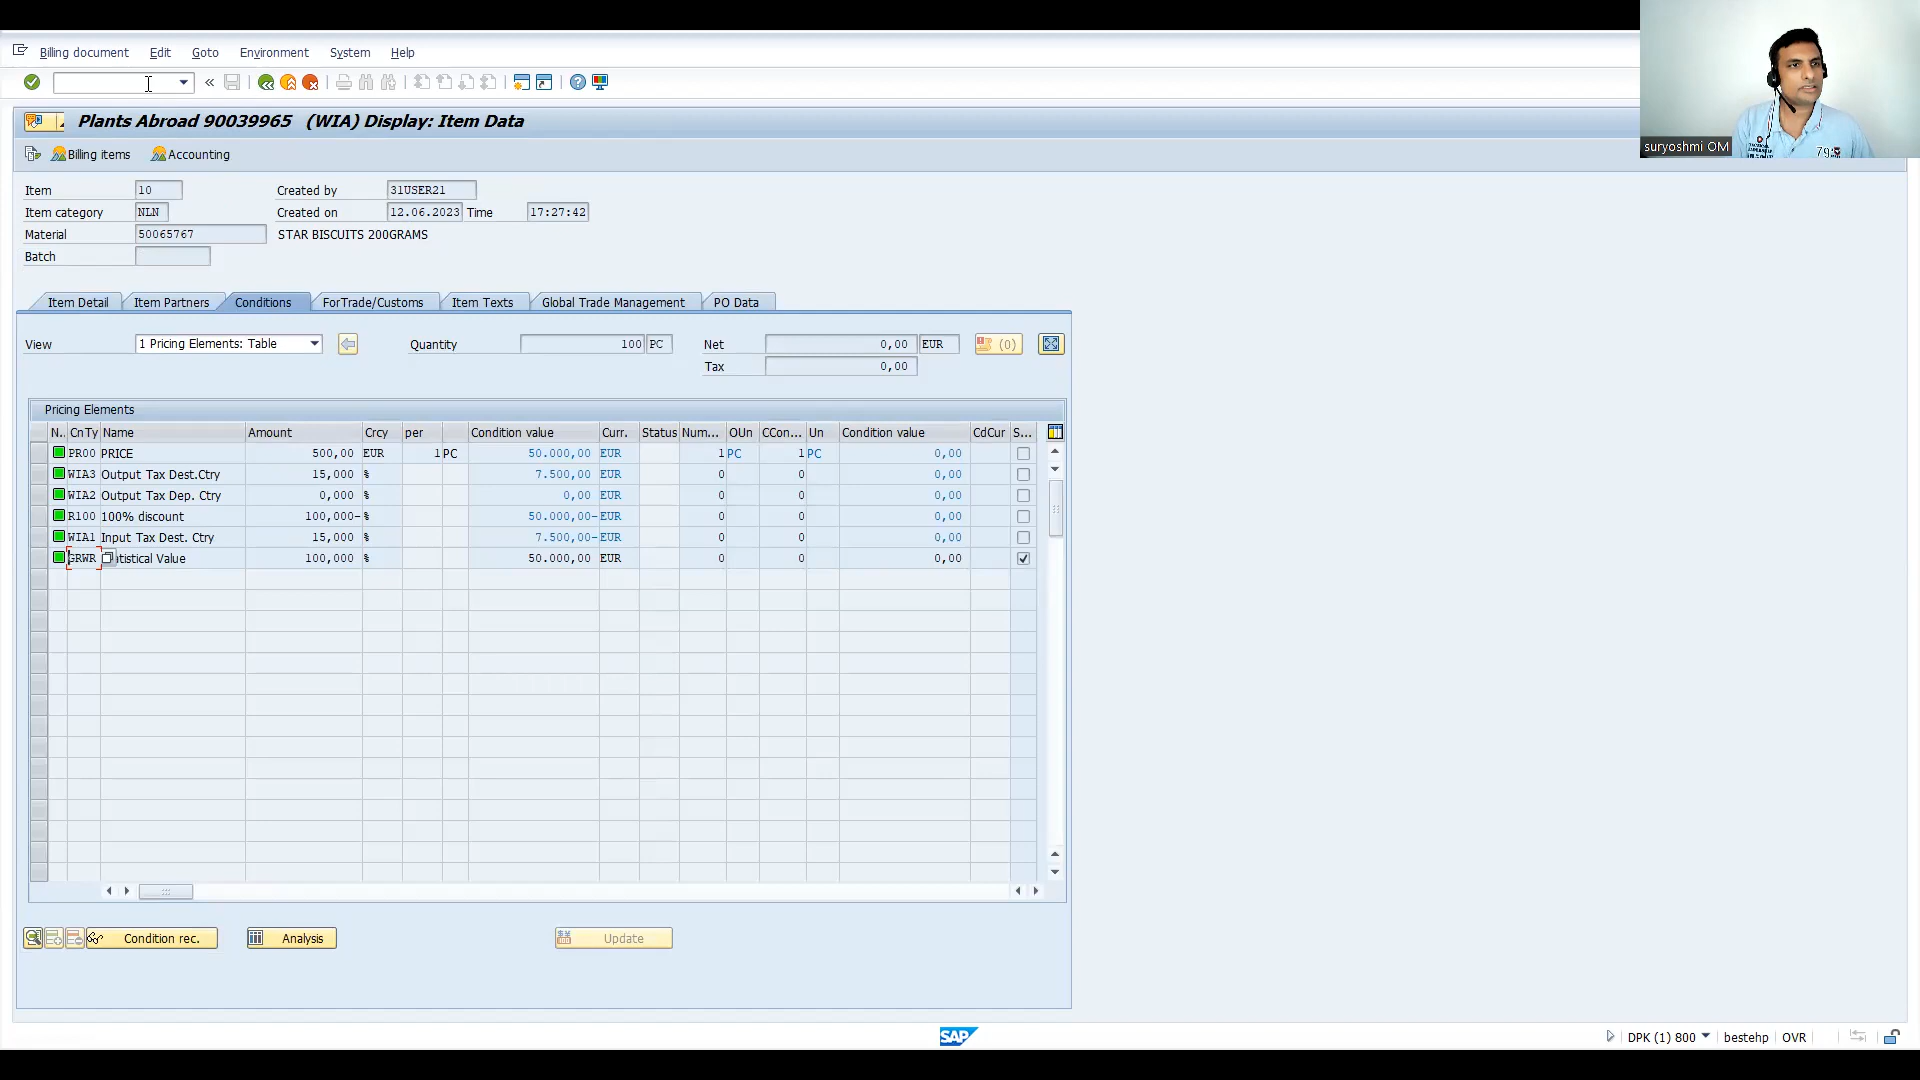 Billing document Edit Goto Environment System Help
Plants Abroad 90039965 (WIA) Display: Item Data
Billing items Accounting
suryoshmi OM
79
Item 10 Created by 31USER21
Item category NLN Created on 12.06.2023 Time 17:27:42
Material 50065767 STAR BISCUITS 200GRAMS
Batch
Item Detail Item Partners Conditions ForTrade/Customs Item Texts Global Trade Management PO Data
View 1 Pricing Elements: Table Quantity 100 PC Net 0,00 EUR (0)
Tax 0,00
Pricing Elements
N.. CnTy Name Amount Crcy per Condition value Curr. Status Num... OUn CCon... Un Condition value CdCur S...
PR00 PRICE 500,00 EUR 1 PC 50.000,00 EUR 1 PC 1 PC 0,00
WIA3 Output Tax Dest.Ctry 15,000 % 7.500,00 EUR 0 0 0,00
WIA2 Output Tax Dep. Ctry 0,000 % 0,00 EUR 0 0 0,00
R100 100% discount 100,000- % 50.000,00- EUR 0 0 0,00
WIA1 Input Tax Dest. Ctry 15,000 % 7.500,00- EUR 0 0 0,00
GRWR tistical Value 100,000 % 50.000,00 EUR 0 0 0,00
Condition rec. Analysis Update
SAP DPK (1) 800 bestehp OVR